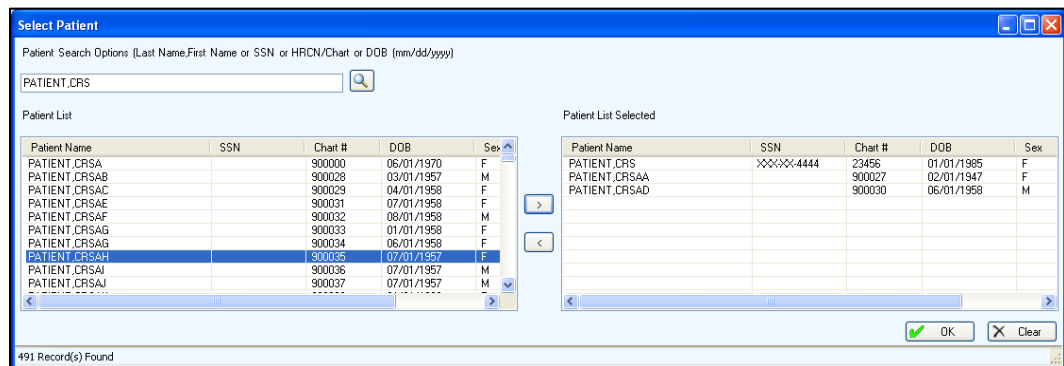 Select Patient
Patient Search Options (Last Name,First Name or SSN or HRCN/Chart or DOB (mm/dd/yyyy)
PATIENT,CRS
Patient List
Patient Name SSN Chart # DOB Sex
PATIENT,CRSA 900000 06/01/1970 F
PATIENT,CRSAB 900028 03/01/1957 M
PATIENT,CRSAC 900029 04/01/1958 F
PATIENT,CRSAE 900031 07/01/1958 F
PATIENT,CRSAF 900032 08/01/1958 M
PATIENT,CRSAG 900033 01/01/1958 F
PATIENT,CRSAG 900034 06/01/1958 F
PATIENT,CRSAH 900035 07/01/1957 F
PATIENT,CRSAI 900036 07/01/1957 M
PATIENT,CRSAJ 900037 07/01/1957 M
>
<
Patient List Selected
Patient Name SSN Chart # DOB Sex
PATIENT,CRS XXX-XX-4444 23456 01/01/1985 F
PATIENT,CRSAA 900027 02/01/1947 F
PATIENT,CRSAD 900030 06/01/1958 M
OK Clear
491 Record(s) Found